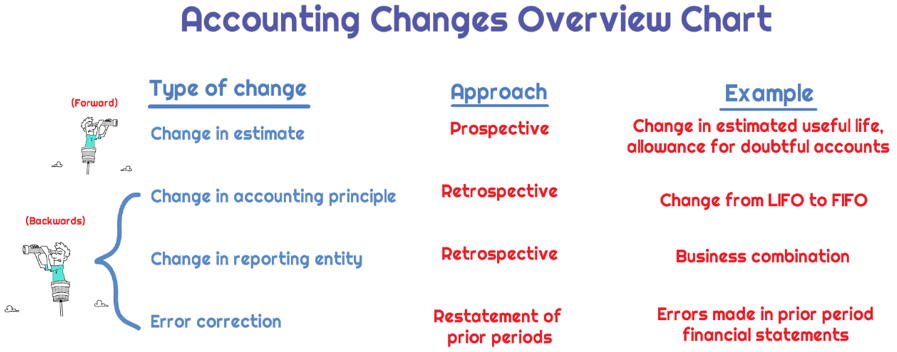 Accounting Changes Overview Chart
Type of change
Approach
Example
(Forward)
Change in estimate
Prospective
Change in estimated useful life,
allowance for doubtful accounts
Change in accounting principle
Retrospective
Change from LIFO to FIFO
(Backwards)
Change in reporting entity
Retrospective
Business combination
Error correction
Restatement of
prior periods
Errors made in prior period
financial statements